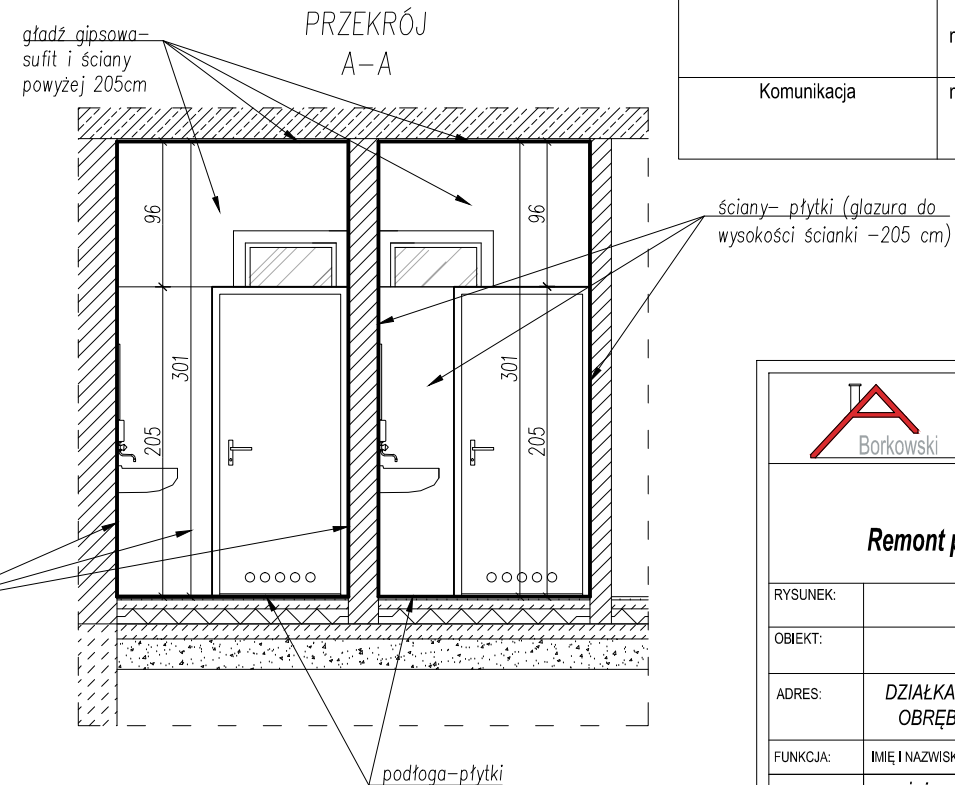 PRZEKRÓJ
A–A
gładź gipsowa–
sufit i ściany
powyżej 205cm
Komunikacja
ściany– płytki (glazura do
wysokości ścianki –205 cm)
96
96
301
301
205
205
podłoga–płytki
Borkowski
Remont
RYSUNEK:
OBIEKT:
ADRES:
DZIAŁKA
OBRĘB
FUNKCJA:
IMIĘ I NAZWISK